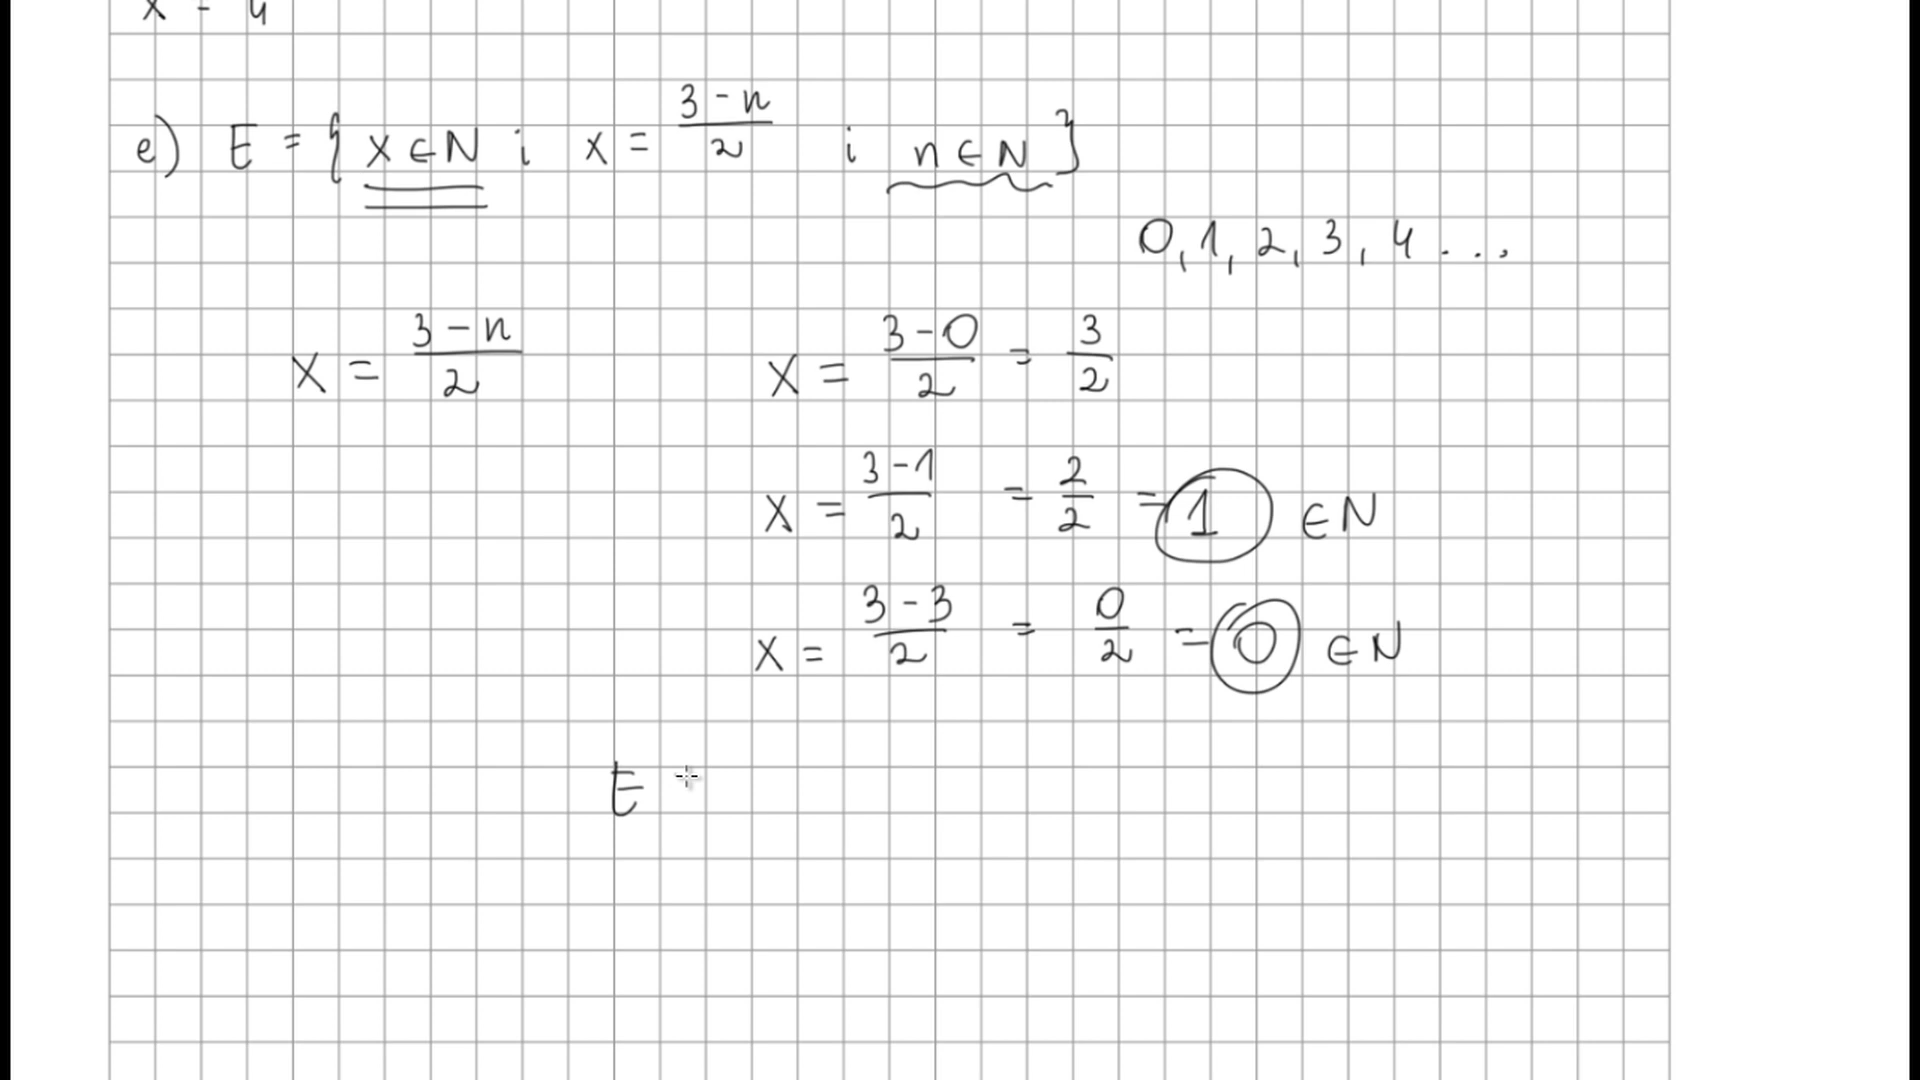 x = 4
e) E = { x ∈ N i x = (3 - n)/2 i n ∈ N }
0, 1, 2, 3, 4 ...
x = (3 - n)/2
x = (3 - 0)/2 = 3/2
x = (3 - 1)/2 = 2/2 = 1 ∈ N
x = (3 - 3)/2 = 0/2 = 0 ∈ N
E